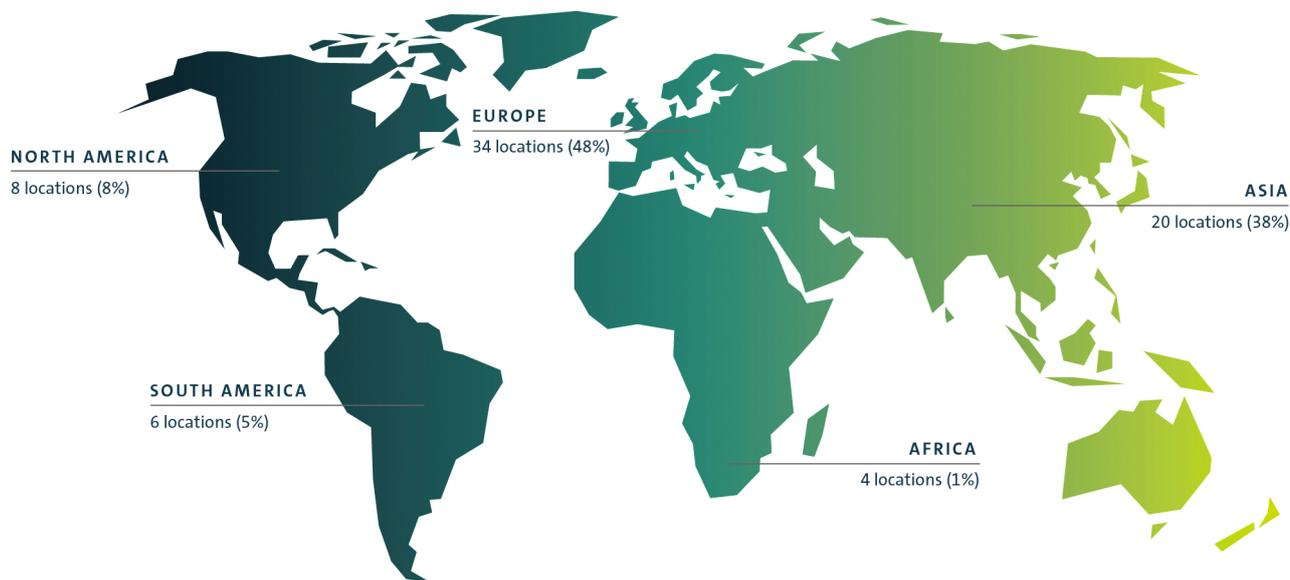 EUROPE
34 locations (48%)
NORTH AMERICA
8 locations (8%)
ASIA
20 locations (38%)
SOUTH AMERICA
6 locations (5%)
AFRICA
4 locations (1%)